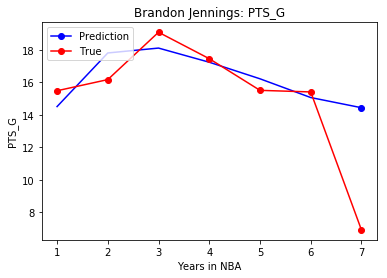 Brandon Jennings: PTS_G
Prediction
True
18
16
14
12
10
8
PTS_G
1 2 3 4 5 6 7
Years in NBA